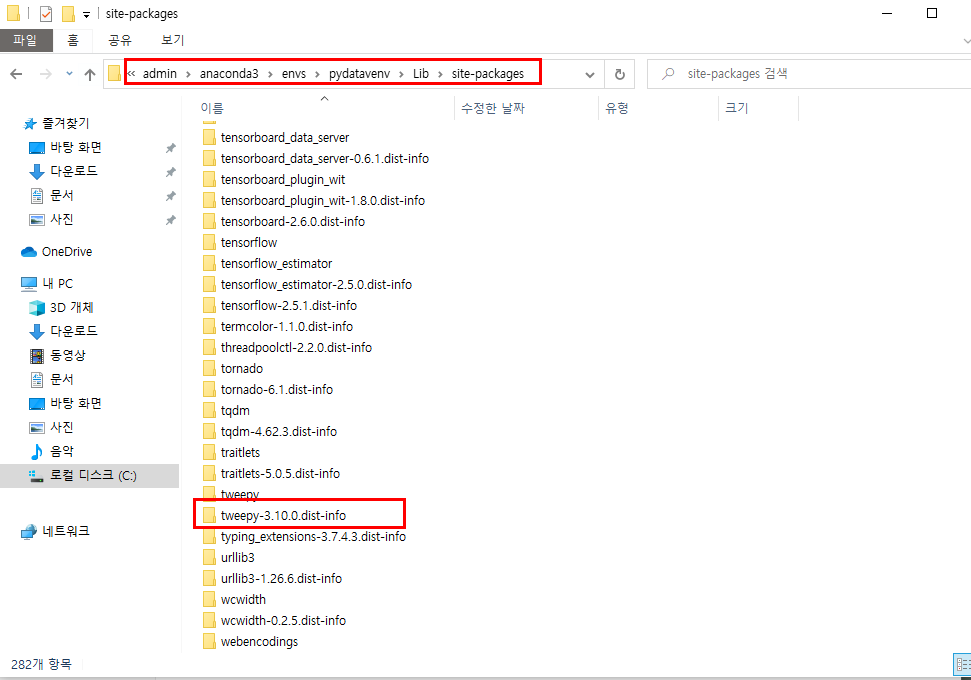 site-packages
파일 홈 공유 보기
« admin › anaconda3 › envs › pydatavenv › Lib › site-packages
site-packages 검색
이름 수정한 날짜 유형 크기
즐겨찾기
바탕 화면
다운로드
문서
사진
OneDrive
내 PC
3D 개체
다운로드
동영상
문서
바탕 화면
사진
음악
로컬 디스크 (C:)
네트워크
tensorboard_data_server
tensorboard_data_server-0.6.1.dist-info
tensorboard_plugin_wit
tensorboard_plugin_wit-1.8.0.dist-info
tensorboard-2.6.0.dist-info
tensorflow
tensorflow_estimator
tensorflow_estimator-2.5.0.dist-info
tensorflow-2.5.1.dist-info
termcolor-1.1.0.dist-info
threadpoolctl-2.2.0.dist-info
tornado
tornado-6.1.dist-info
tqdm
tqdm-4.62.3.dist-info
traitlets
traitlets-5.0.5.dist-info
tweepy
tweepy-3.10.0.dist-info
typing_extensions-3.7.4.3.dist-info
urllib3
urllib3-1.26.6.dist-info
wcwidth
wcwidth-0.2.5.dist-info
webencodings
282개 항목